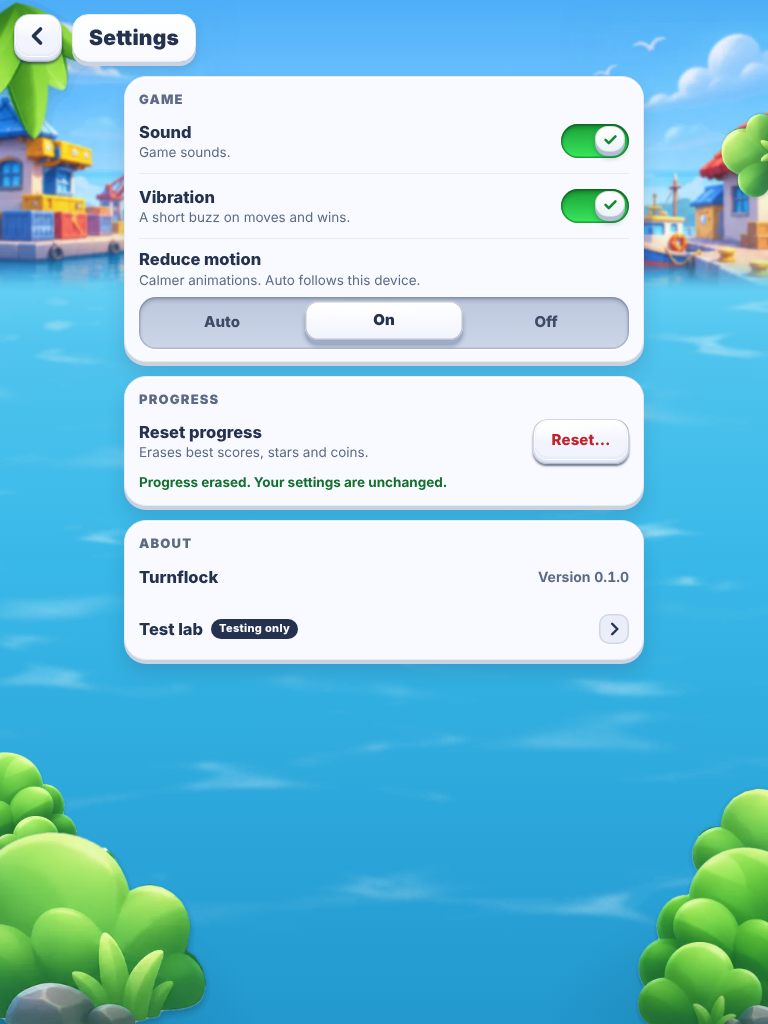 Settings
GAME
Sound
Game sounds.
Vibration
A short buzz on moves and wins.
Reduce motion
Calmer animations. Auto follows this device.
Auto On Off
PROGRESS
Reset progress
Erases best scores, stars and coins.
Reset...
Progress erased. Your settings are unchanged.
ABOUT
Turnflock Version 0.1.0
Test lab Testing only